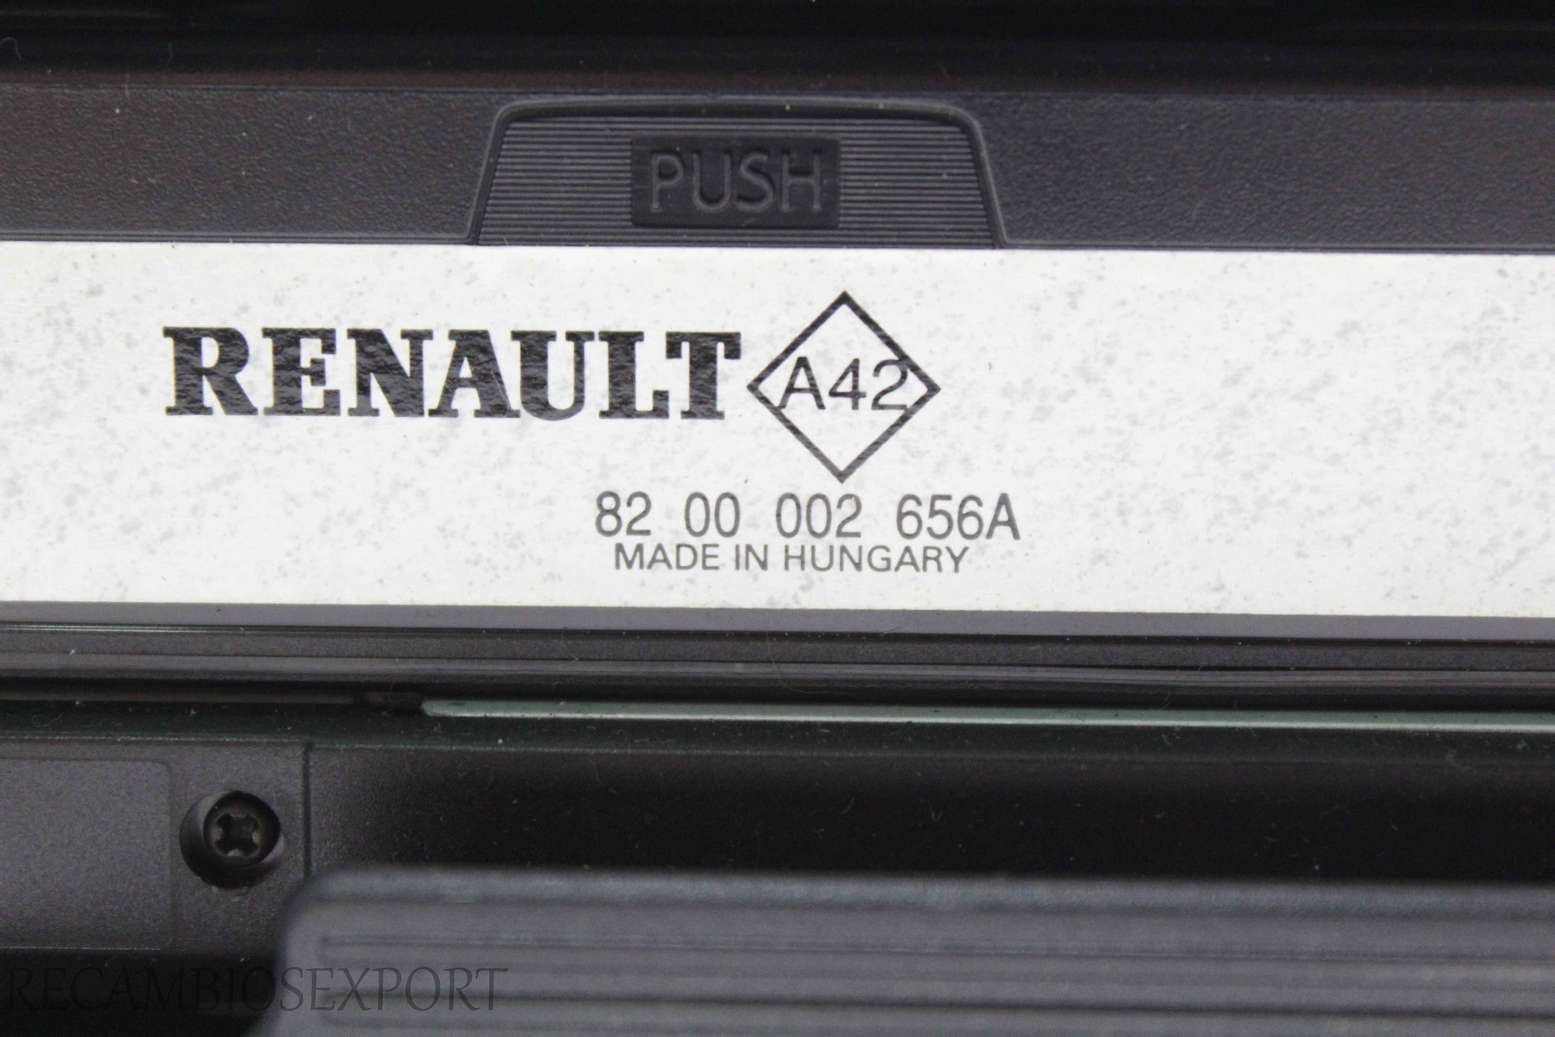 PUSH
RENAULT A42
82 00 002 656A
MADE IN HUNGARY
RECAMBIOSEXPORT